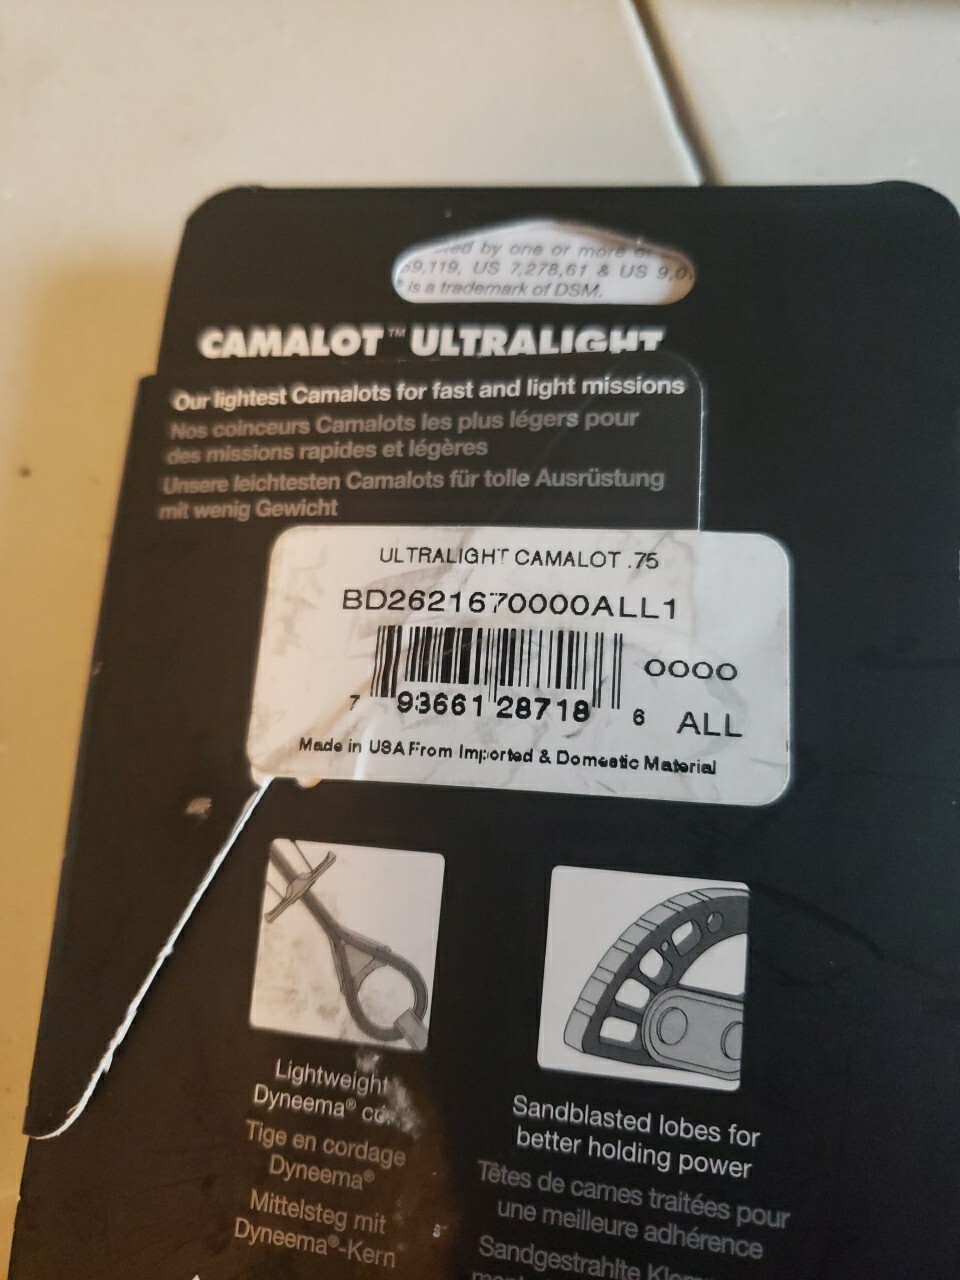 by one or more
9,119, US 7,278,61 & US 9,0
is a trademark of DSM.
CAMALOT™ ULTRALIGHT
Our lightest Camalots for fast and light missions
Nos coinceurs Camalots les plus légers pour
des missions rapides et légères
Unsere leichtesten Camalots für tolle Ausrüstung
mit wenig Gewicht
ULTRALIGHT CAMALOT .75
BD2621670000ALL1
0000
7 93661 28718 6
ALL
Made in USA From Imported & Domestic Material
Lightweight
Dyneema®
Tige en cordage
Dyneema®
Mittelsteg mit
Dyneema®-Kern
Sandblasted lobes for
better holding power
Têtes de cames traitées pour
une meilleure adhérence
Sandgestrahlte